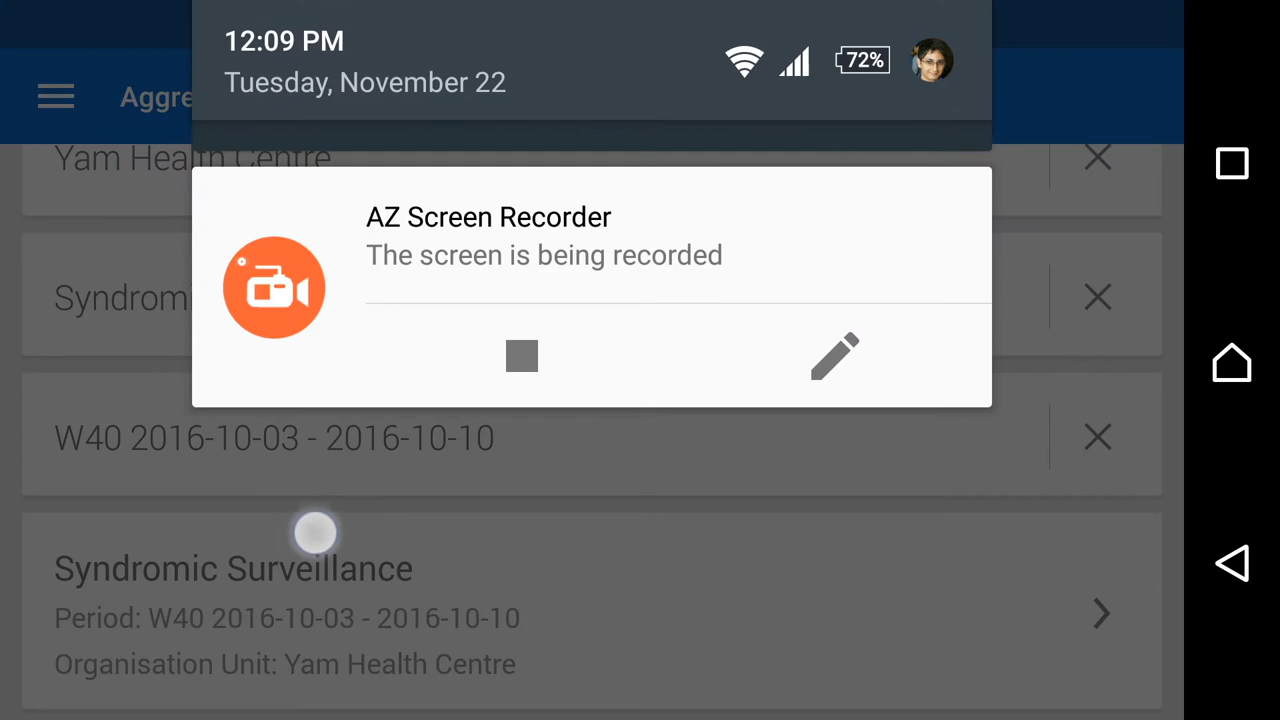 12:09 PM
Tuesday, November 22
72%
Aggre
Yam Health Centre
AZ Screen Recorder
The screen is being recorded
Syndromi
W40 2016-10-03 - 2016-10-10
Syndromic Surveillance
Period: W40 2016-10-03 - 2016-10-10
Organisation Unit: Yam Health Centre